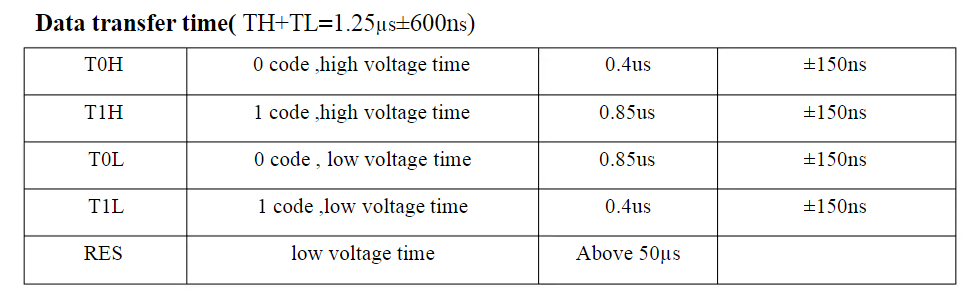 Data transfer time( TH+TL=1.25µs±600ns)
T0H 0 code ,high voltage time 0.4us ±150ns
T1H 1 code ,high voltage time 0.85us ±150ns
T0L 0 code , low voltage time 0.85us ±150ns
T1L 1 code ,low voltage time 0.4us ±150ns
RES low voltage time Above 50µs